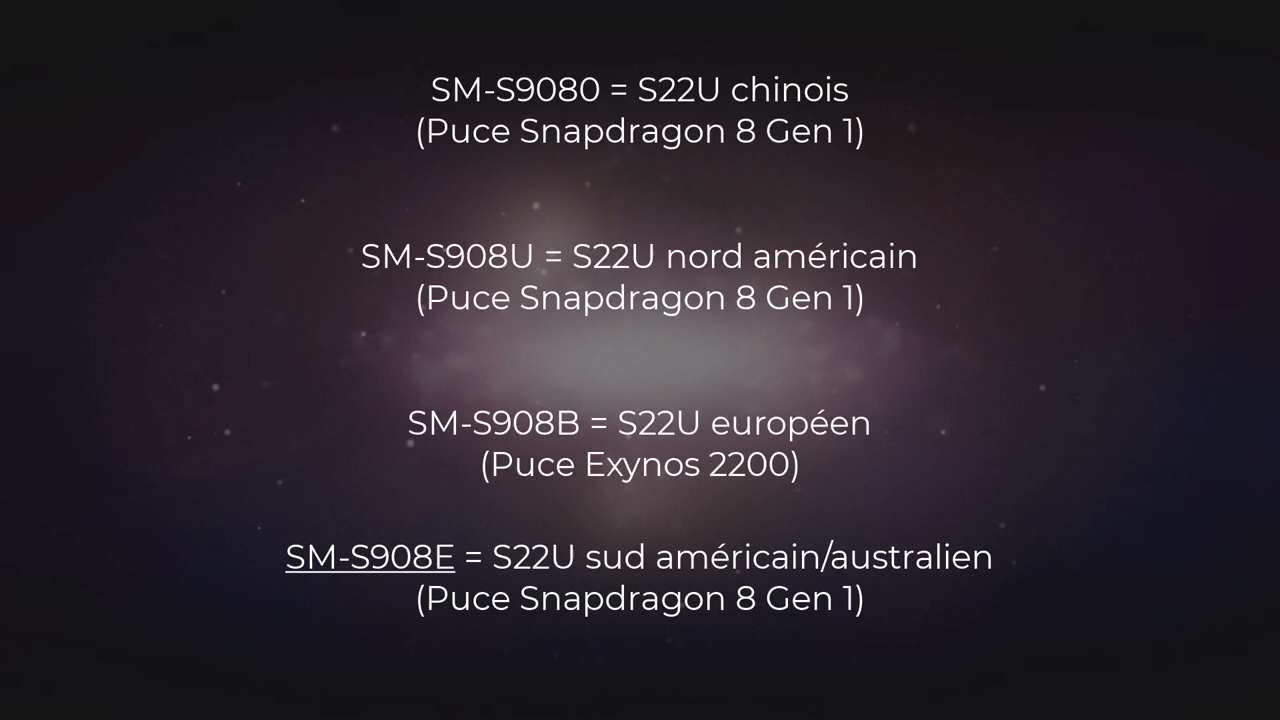 SM-S9080 = S22U chinois
(Puce Snapdragon 8 Gen 1)
SM-S908U = S22U nord américain
(Puce Snapdragon 8 Gen 1)
SM-S908B = S22U européen
(Puce Exynos 2200)
SM-S908E = S22U sud américain/australien
(Puce Snapdragon 8 Gen 1)